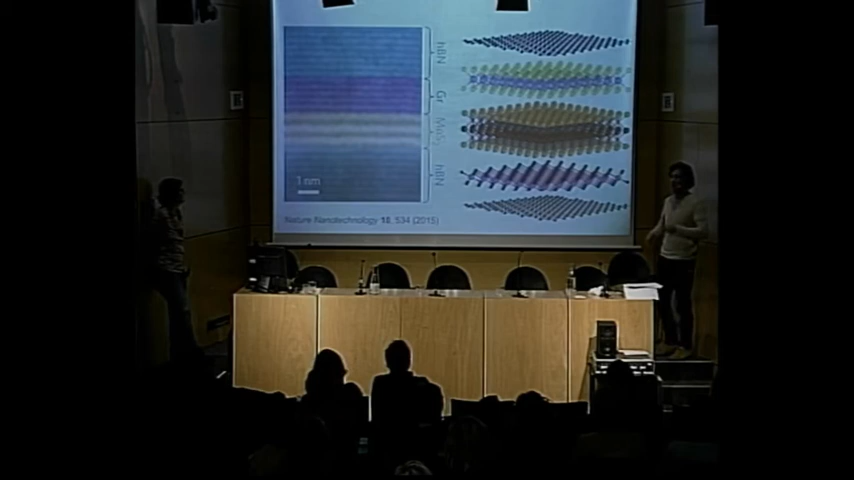 hBN
Gr
MoS₂
hBN
1 nm
Nature Nanotechnology 10, 534 (2015)